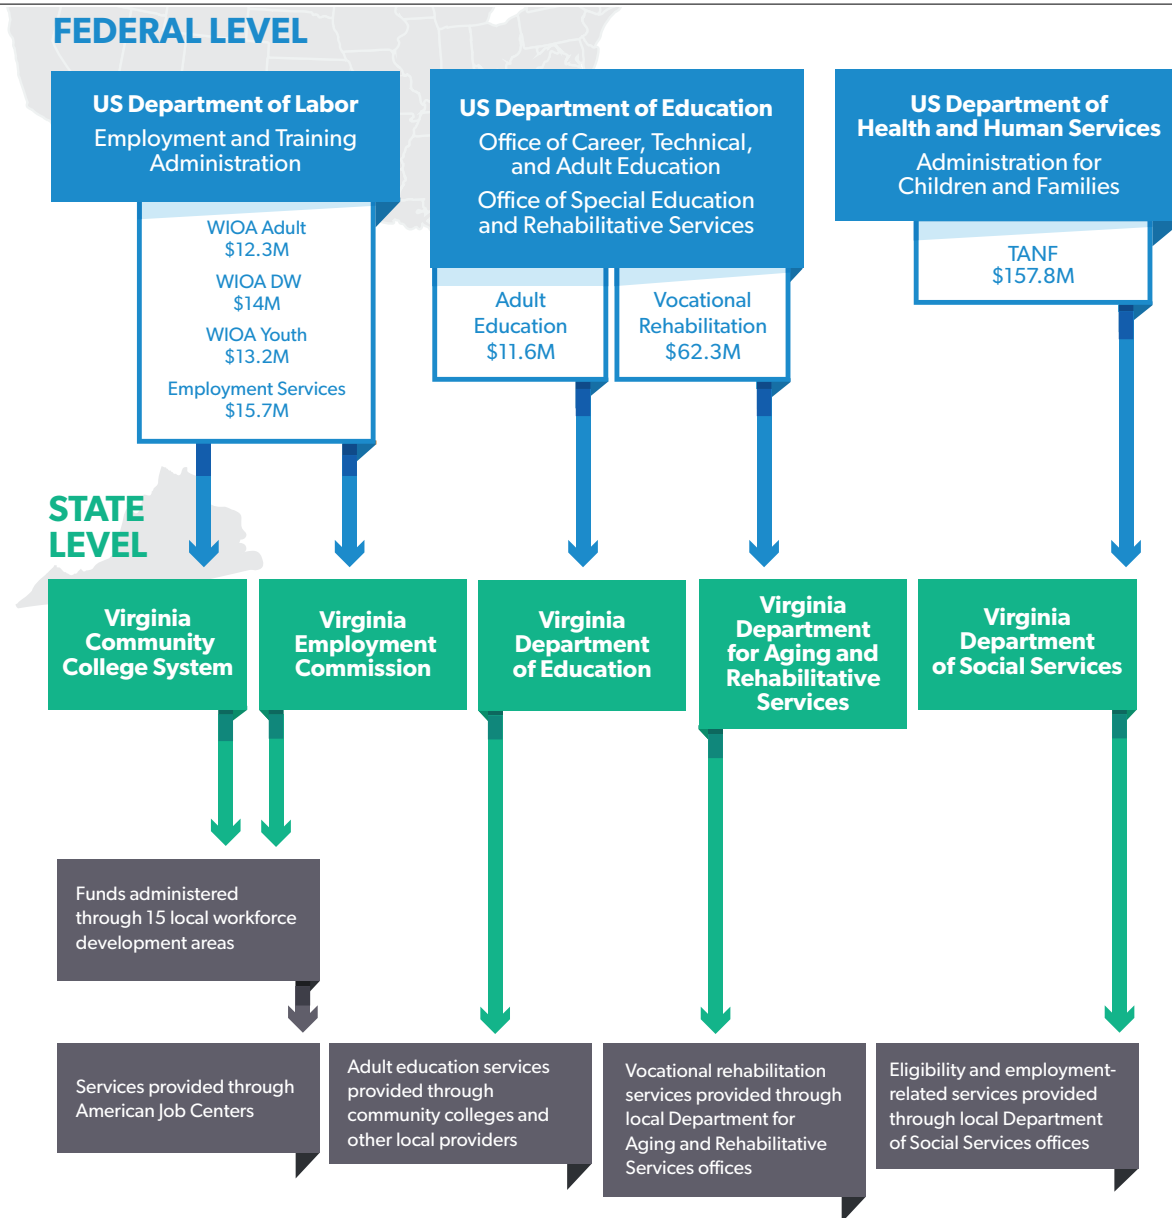 FEDERAL LEVEL
US Department of Labor
Employment and Training
Administration
WIOA Adult
$12.3M
WIOA DW
$14M
WIOA Youth
$13.2M
Employment Services
$15.7M
US Department of Education
Office of Career, Technical,
and Adult Education
Office of Special Education
and Rehabilitative Services
Adult
Education
$11.6M
Vocational
Rehabilitation
$62.3M
US Department of
Health and Human Services
Administration for
Children and Families
TANF
$157.8M
STATE
LEVEL
Virginia
Community
College System
Virginia
Employment
Commission
Virginia
Department
of Education
Virginia
Department
for Aging and
Rehabilitative
Services
Virginia
Department
of Social Services
Funds administered
through 15 local workforce
development areas
Services provided through
American Job Centers
Adult education services
provided through
community colleges and
other local providers
Vocational rehabilitation
services provided through
local Department for
Aging and Rehabilitative
Services offices
Eligibility and employment-
related services provided
through local Department
of Social Services offices